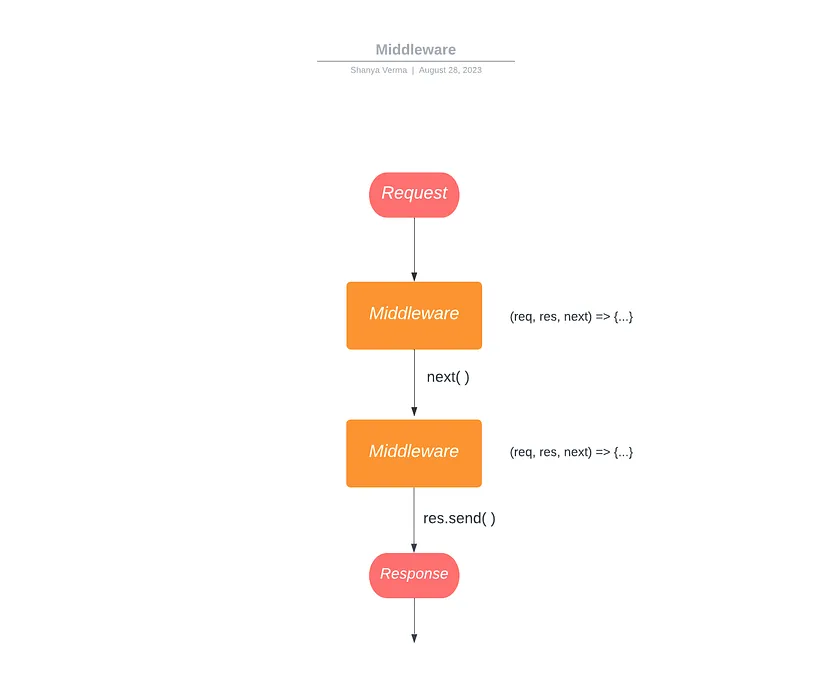 Middleware
Shanya Verma | August 28, 2023
Request
Middleware
(req, res, next) => {...}
next( )
Middleware
(req, res, next) => {...}
res.send( )
Response